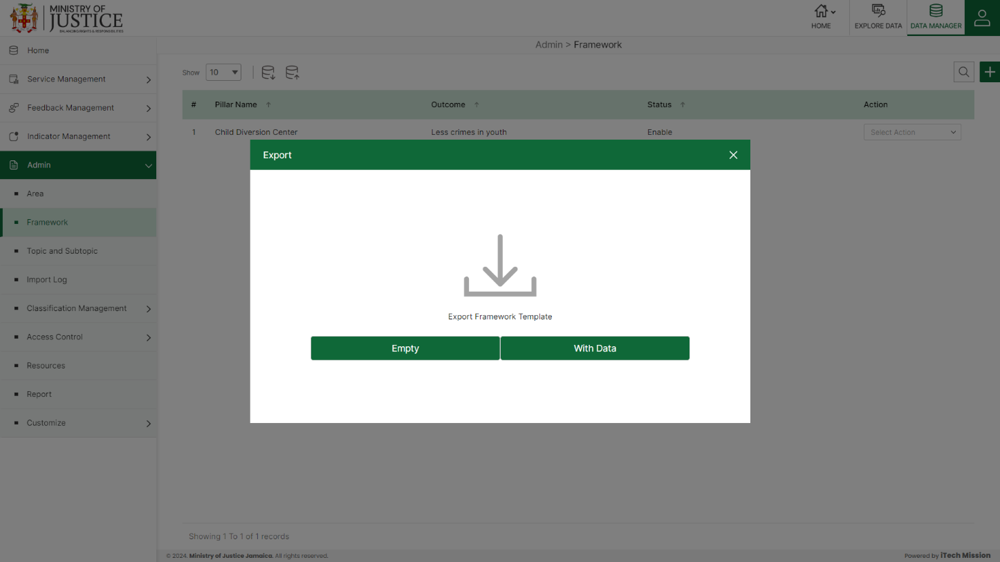 MINISTRY OF
JUSTICE
BALANCING RIGHTS & RESPONSIBILITIES
HOME
EXPLORE DATA
DATA MANAGER
Home
Service Management
Feedback Management
Indicator Management
Admin
Area
Framework
Topic and Subtopic
Import Log
Classification Management
Access Control
Resources
Report
Customize
Admin > Framework
Show 10
# Pillar Name Outcome Status Action
1 Child Diversion Center Less crimes in youth Enable Select Action
Export
Export Framework Template
Empty With Data
Showing 1 To 1 of 1 records
© 2024. Ministry of Justice Jamaica. All rights reserved.
Powered by iTech Mission